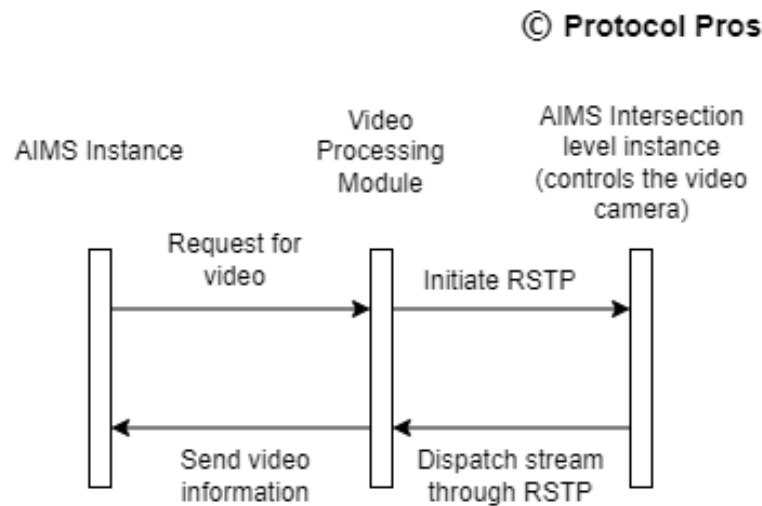 © Protocol Pros
AIMS Instance
Video
Processing
Module
AIMS Intersection
level instance
(controls the video
camera)
Request for
video
Initiate RSTP
Send video
information
Dispatch stream
through RSTP